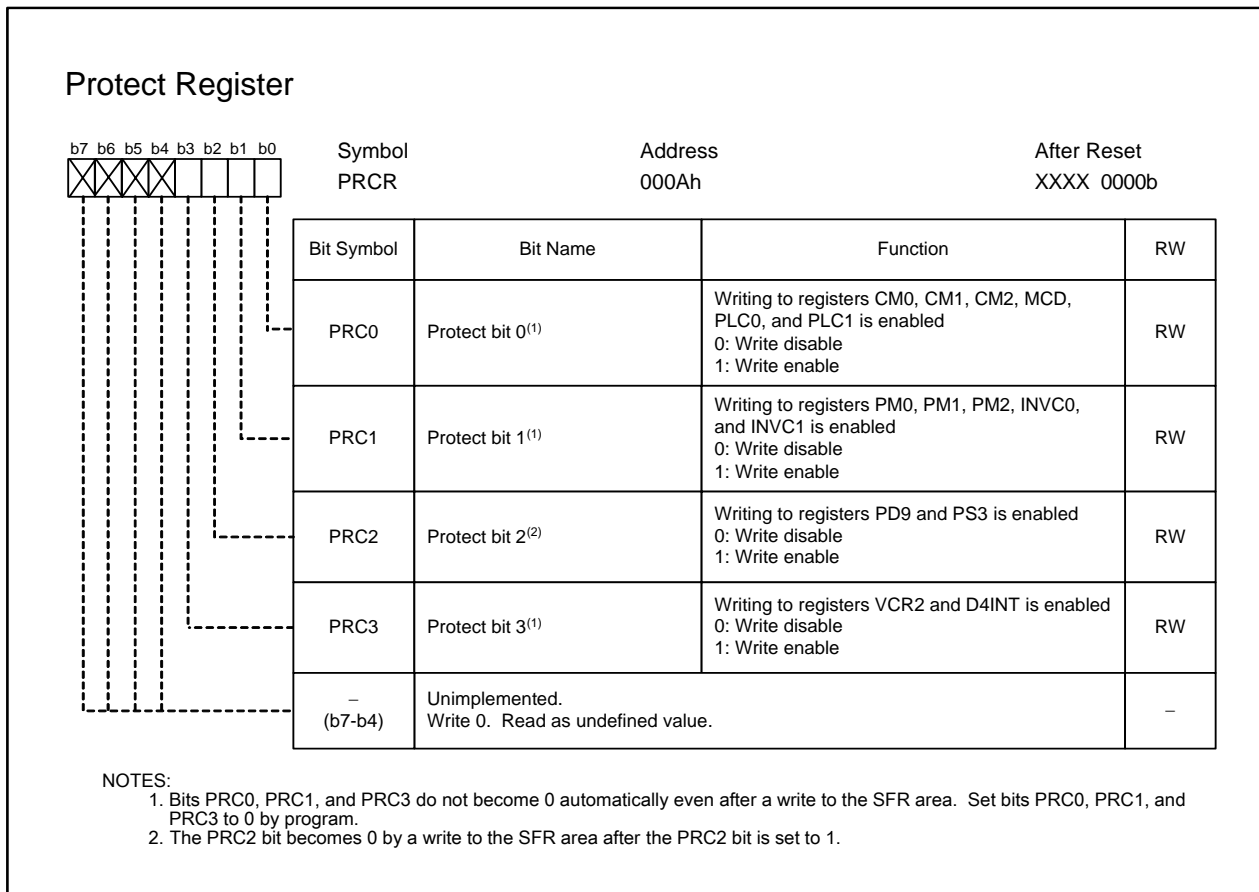 Protect Register
b7 b6 b5 b4 b3 b2 b1 b0
Symbol Address After Reset
PRCR 000Ah XXXX 0000b
Bit Symbol Bit Name Function RW
PRC0 Protect bit 0(1) Writing to registers CM0, CM1, CM2, MCD,
PLC0, and PLC1 is enabled
0: Write disable
1: Write enable RW
PRC1 Protect bit 1(1) Writing to registers PM0, PM1, PM2, INVC0,
and INVC1 is enabled
0: Write disable
1: Write enable RW
PRC2 Protect bit 2(2) Writing to registers PD9 and PS3 is enabled
0: Write disable
1: Write enable RW
PRC3 Protect bit 3(1) Writing to registers VCR2 and D4INT is enabled
0: Write disable
1: Write enable RW
–
(b7-b4) Unimplemented.
Write 0. Read as undefined value. –
NOTES:
1. Bits PRC0, PRC1, and PRC3 do not become 0 automatically even after a write to the SFR area. Set bits PRC0, PRC1, and
PRC3 to 0 by program.
2. The PRC2 bit becomes 0 by a write to the SFR area after the PRC2 bit is set to 1.